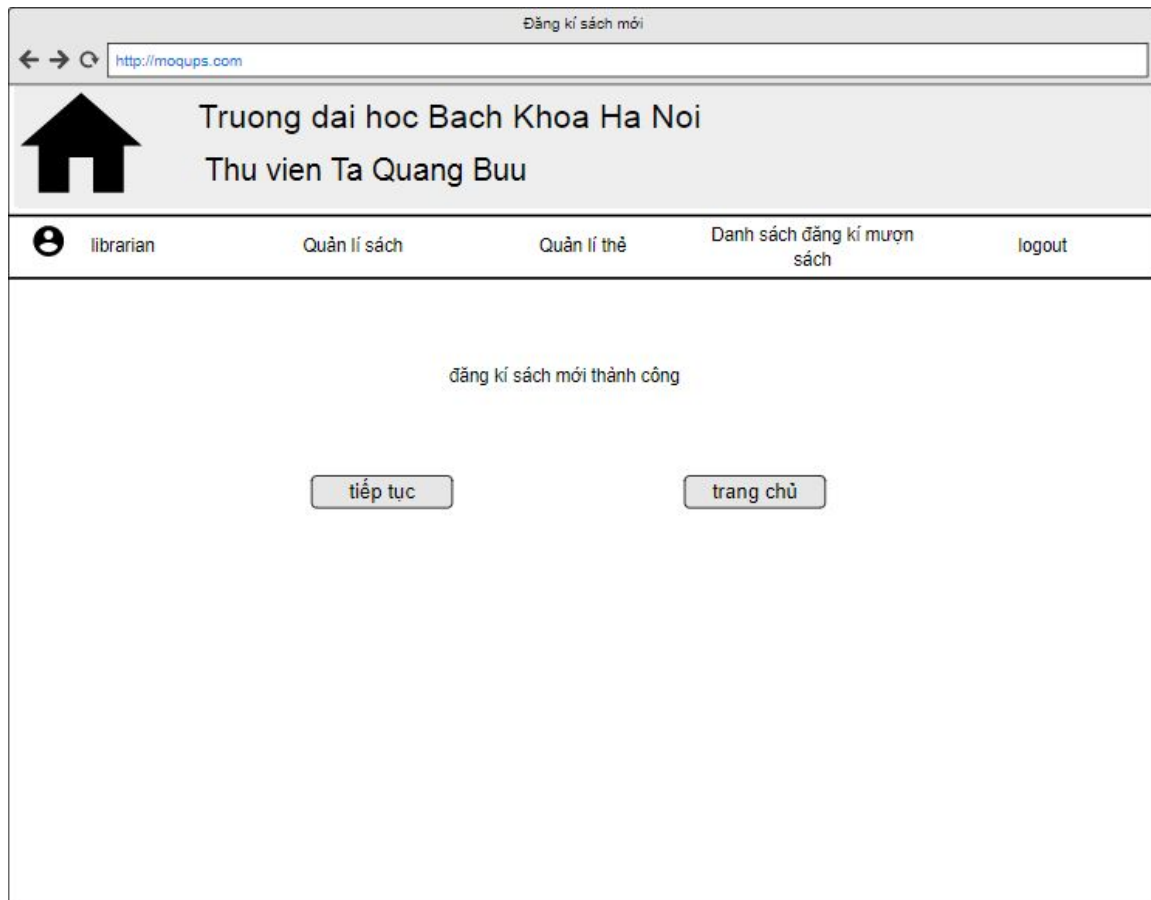 Đăng kí sách mới
http://moqups.com
Truong dai hoc Bach Khoa Ha Noi
Thu vien Ta Quang Buu
librarian
Quản lí sách
Quản lí thẻ
Danh sách đăng kí mượn
sách
logout
đăng kí sách mới thành công
tiếp tục
trang chủ